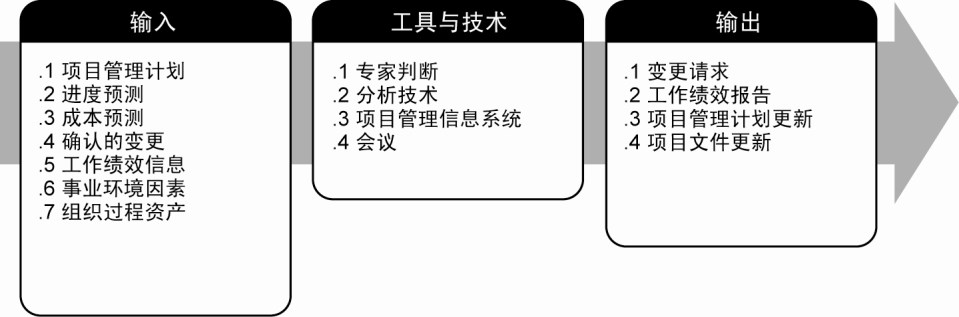 输入
.1 项目管理计划
.2 进度预测
.3 成本预测
.4 确认的变更
.5 工作绩效信息
.6 事业环境因素
.7 组织过程资产
工具与技术
.1 专家判断
.2 分析技术
.3 项目管理信息系统
.4 会议
输出
.1 变更请求
.2 工作绩效报告
.3 项目管理计划更新
.4 项目文件更新